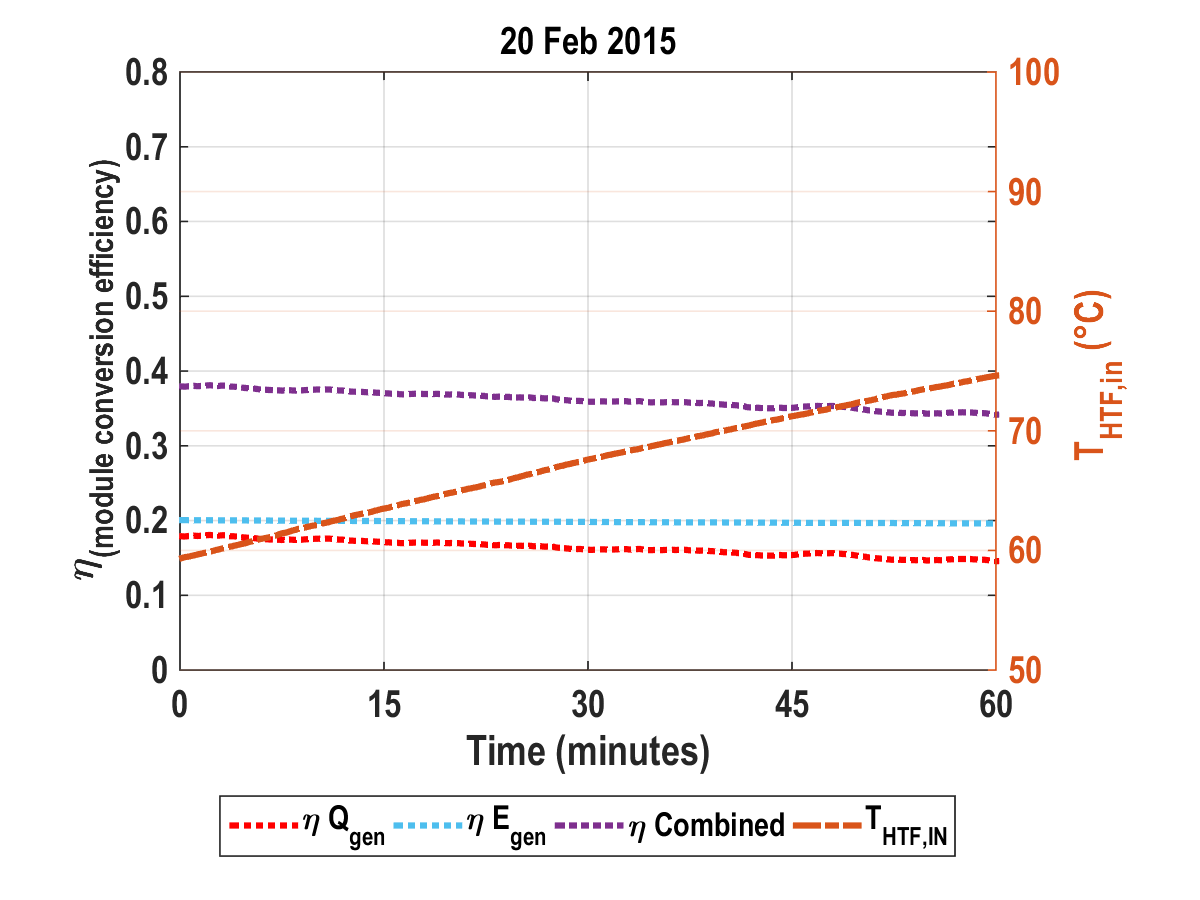 20 Feb 2015
η(module conversion efficiency)
0.8
0.7
0.6
0.5
0.4
0.3
0.2
0.1
0
100
90
80
70
60
50
THTF,in (°C)
0 15 30 45 60
Time (minutes)
η Qgen η Egen η Combined THTF,IN